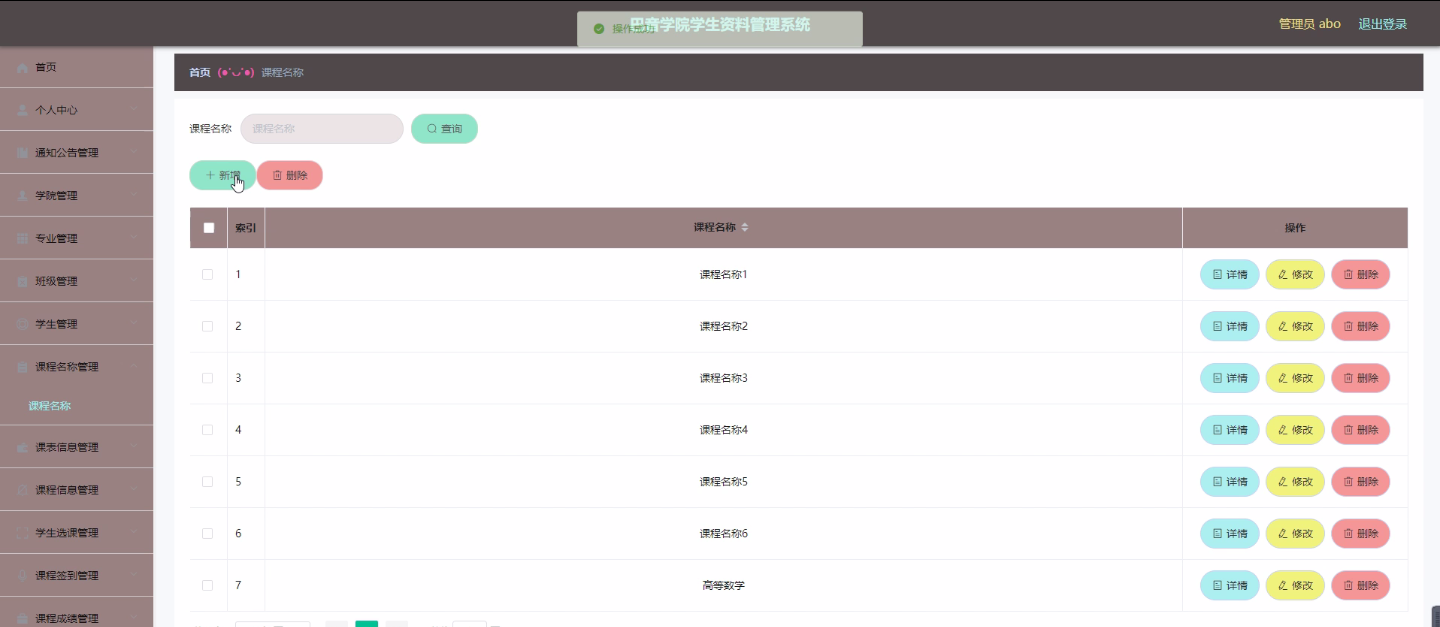 巴音学院学生资料管理系统
操作成功
管理员 abo 退出登录
首页
个人中心
通知公告管理
学院管理
专业管理
班级管理
学生管理
课程名称管理
课程名称
课表信息管理
课程信息管理
学生选课管理
课程签到管理
课程成绩管理
首页 (●'◡'●) 课程名称
课程名称 课程名称 查询
新增 删除
索引 课程名称 操作
1 课程名称1 详情 修改 删除
2 课程名称2 详情 修改 删除
3 课程名称3 详情 修改 删除
4 课程名称4 详情 修改 删除
5 课程名称5 详情 修改 删除
6 课程名称6 详情 修改 删除
7 高等数学 详情 修改 删除